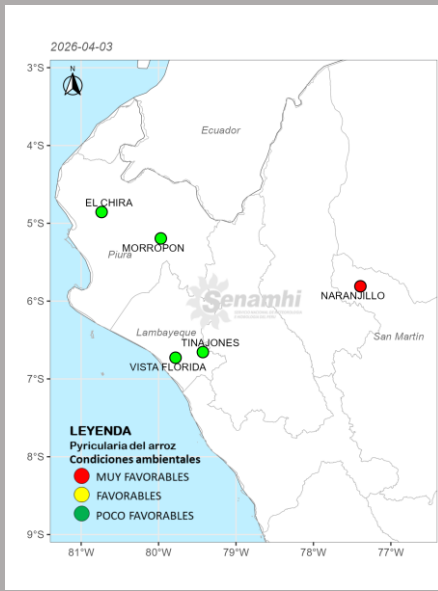 2026-04-03
3°S
N
4°S
Ecuador
EL CHIRA
5°S
MORROPON
Piura
NARANJILLO
6°S
Senamhi
Lambayeque
San Martín
TINAJONES
VISTA FLORIDA
7°S
LEYENDA
Pyricularia del arroz
Condiciones ambientales
MUY FAVORABLES
8°S
FAVORABLES
POCO FAVORABLES
9°S
81°W 80°W 79°W 78°W 77°W